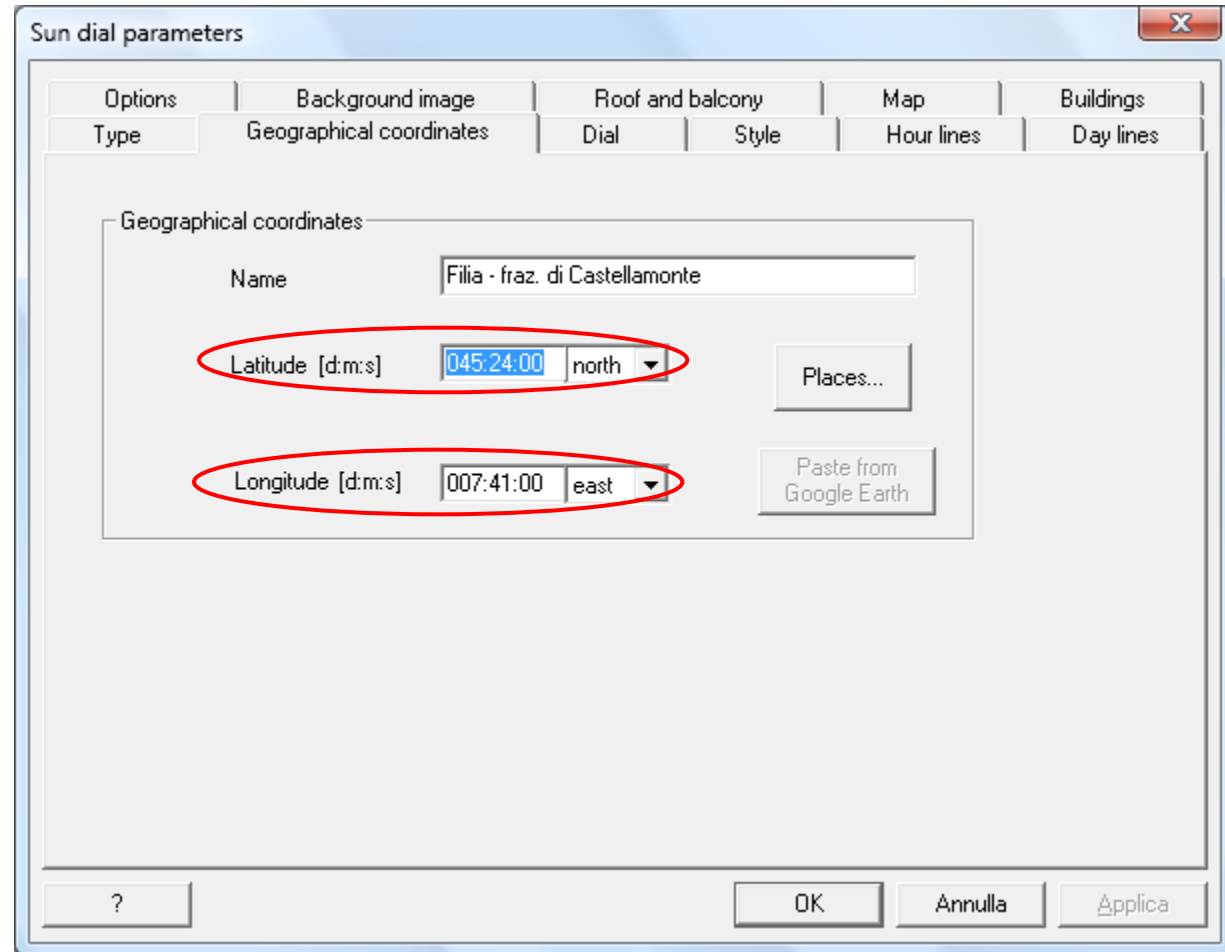 Sun dial parameters
Options Background image Roof and balcony Map Buildings
Type Geographical coordinates Dial Style Hour lines Day lines
Geographical coordinates
Name Filia - fraz. di Castellamonte
Latitude [d:m:s] 045:24:00 north
Places...
Longitude [d:m:s] 007:41:00 east
Paste from
Google Earth
? OK Annulla Applica